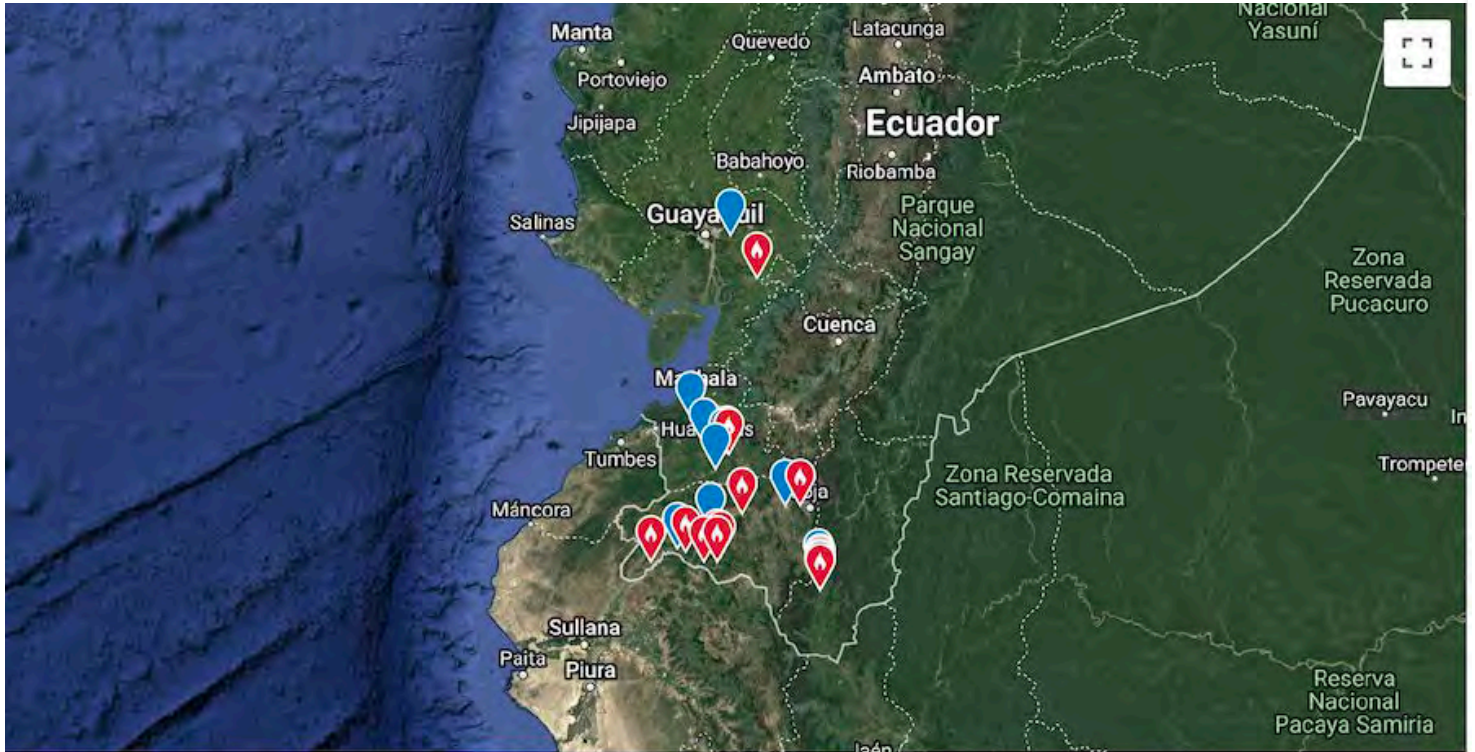 Nacional
Yasuní
Manta
Quevedo
Latacunga
Portoviejo
Ambato
Jipijapa
Ecuador
Babahoyo
Riobamba
Parque
Nacional
Sangay
Salinas
Zona
Reservada
Pucacuro
Cuenca
Pavayacu
Tumbes
Zona Reservada
Santiago-Comaina
Máncora
Sullana
Paita
Piura
Reserva
Nacional
Pacaya Samiria